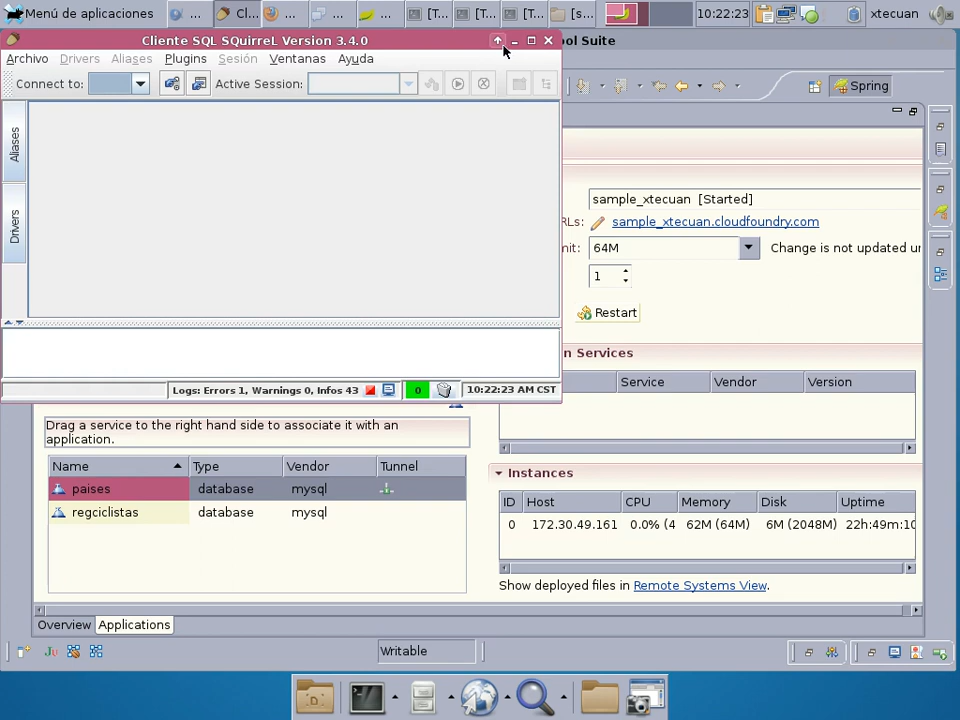 Menú de aplicaciones
...
Cl...
...
...
...
[T...
[T...
[T...
[s...
10:22:23
xtecuan
Cliente SQL SQuirreL Version 3.4.0
ool Suite
Archivo Drivers Aliases Plugins Sesión Ventanas Ayuda
Connect to:
Active Session:
Spring
Aliases
Drivers
sample_xtecuan [Started]
RLs:
sample_xtecuan.cloudfoundry.com
mit:
64M
Change is not updated un
1
Restart
n Services
Service Vendor Version
Logs: Errors 1, Warnings 0, Infos 43
0
10:22:23 AM CST
Drag a service to the right hand side to associate it with an
application.
Name Type Vendor Tunnel
paises database mysql
regciclistas database mysql
Instances
ID Host CPU Memory Disk Uptime
0 172.30.49.161 0.0% (4 62M (64M) 6M (2048M) 22h:49m:10
Show deployed files in Remote Systems View.
Overview Applications
Ju
Writable
D